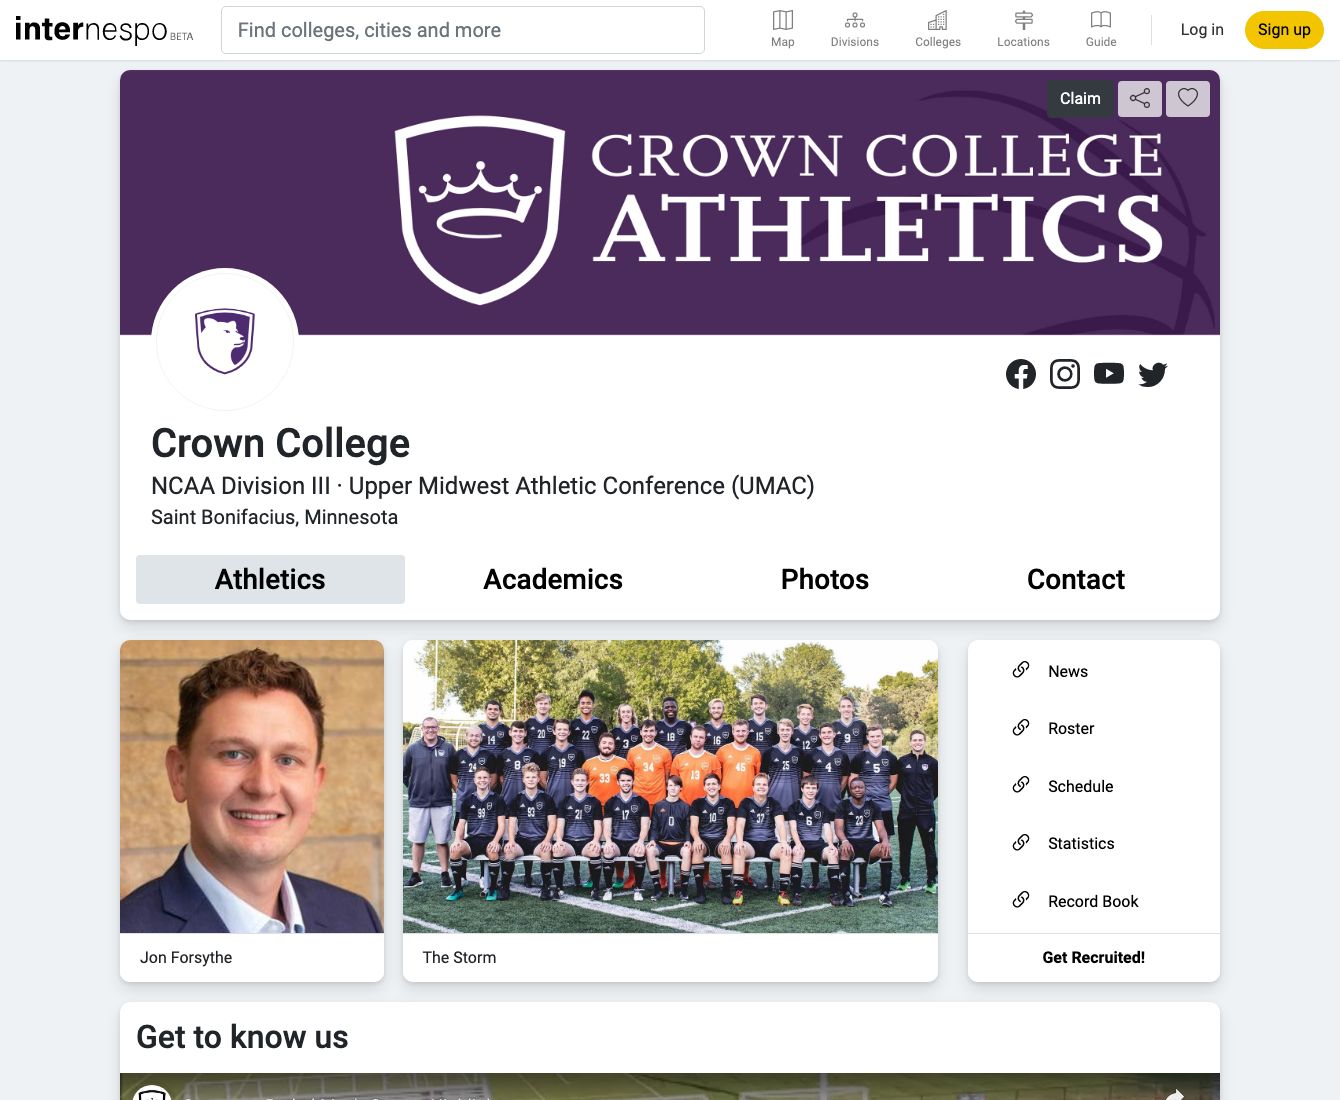 internespo BETA
Find colleges, cities and more
Map
Divisions
Colleges
Locations
Guide
Log in
Sign up
Claim
CROWN COLLEGE
ATHLETICS
Crown College
NCAA Division III · Upper Midwest Athletic Conference (UMAC)
Saint Bonifacius, Minnesota
Athletics
Academics
Photos
Contact
Jon Forsythe
The Storm
News
Roster
Schedule
Statistics
Record Book
Get Recruited!
Get to know us